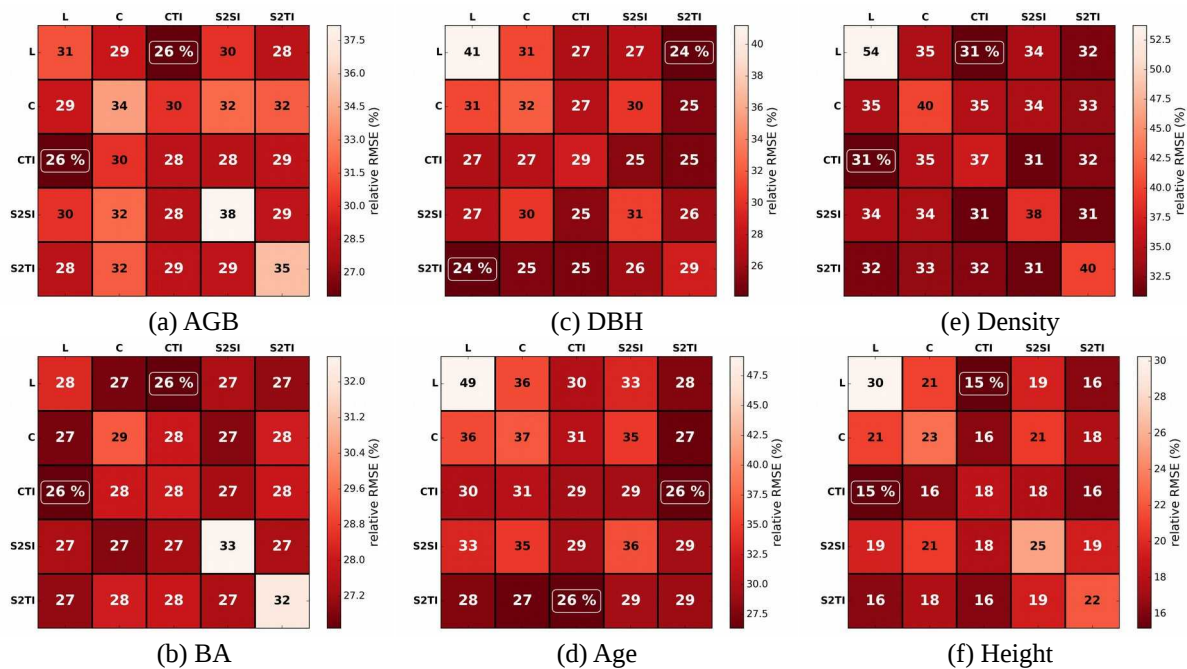 L C CTI S2SI S2TI
L 31 29 26 % 30 28
C 29 34 30 32 32
CTI 26 % 30 28 28 29
S2SI 30 32 28 38 29
S2TI 28 32 29 29 35
37.5
36.0
34.5
33.0
31.5
30.0
28.5
27.0
relative RMSE (%)
(a) AGB
L C CTI S2SI S2TI
L 41 31 27 27 24 %
C 31 32 27 30 25
CTI 27 27 29 25 25
S2SI 27 30 25 31 26
S2TI 24 % 25 25 26 29
40
38
36
34
32
30
28
26
relative RMSE (%)
(c) DBH
L C CTI S2SI S2TI
L 54 35 31 % 34 32
C 35 40 35 34 33
CTI 31 % 35 37 31 32
S2SI 34 34 31 38 31
S2TI 32 33 32 31 40
52.5
50.0
47.5
45.0
42.5
40.0
37.5
35.0
32.5
relative RMSE (%)
(e) Density
L C CTI S2SI S2TI
L 28 27 26 % 27 27
C 27 29 28 27 28
CTI 26 % 28 28 27 28
S2SI 27 27 27 33 27
S2TI 27 28 28 27 32
32.0
31.2
30.4
29.6
28.8
28.0
27.2
relative RMSE (%)
(b) BA
L C CTI S2SI S2TI
L 49 36 30 33 28
C 36 37 31 35 27
CTI 30 31 29 29 26 %
S2SI 33 35 29 36 29
S2TI 28 27 26 % 29 29
47.5
45.0
42.5
40.0
37.5
35.0
32.5
30.0
27.5
relative RMSE (%)
(d) Age
L C CTI S2SI S2TI
L 30 21 15 % 19 16
C 21 23 16 21 18
CTI 15 % 16 18 18 16
S2SI 19 21 18 25 19
S2TI 16 18 16 19 22
30
28
26
24
22
20
18
16
relative RMSE (%)
(f) Height